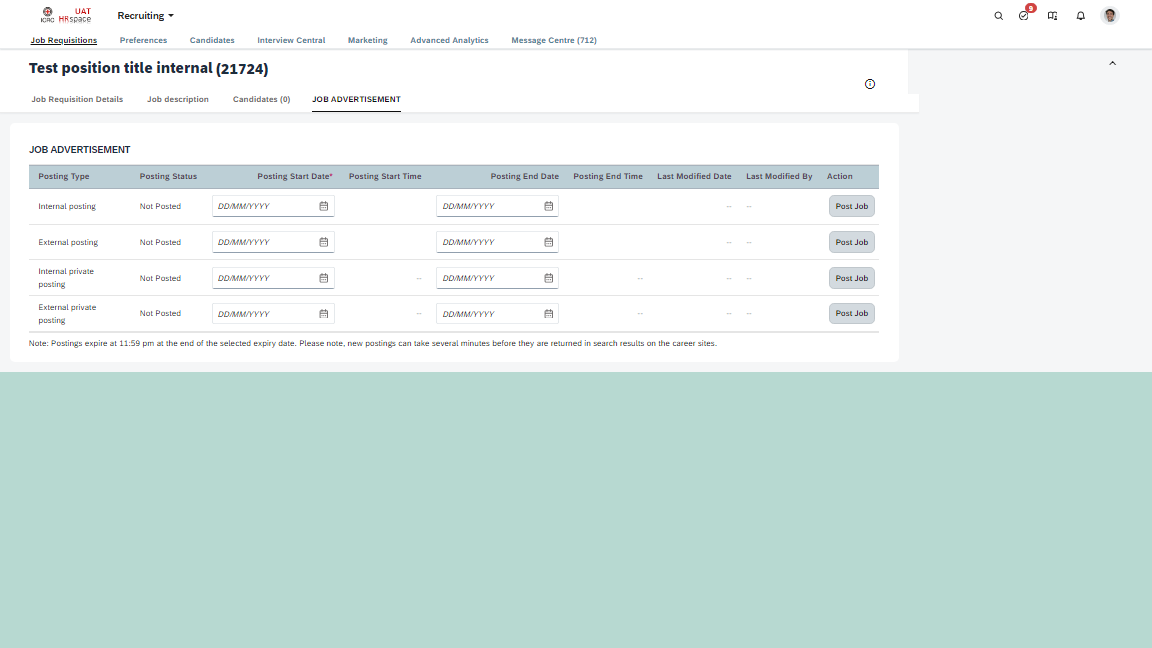 UAT
ICRC HRspace
Recruiting
9
Job Requisitions Preferences Candidates Interview Central Marketing Advanced Analytics Message Centre (712)
Test position title internal (21724)
Job Requisition Details Job description Candidates (0) JOB ADVERTISEMENT
JOB ADVERTISEMENT
Posting Type Posting Status Posting Start Date* Posting Start Time Posting End Date Posting End Time Last Modified Date Last Modified By Action
Internal posting Not Posted DD/MM/YYYY DD/MM/YYYY -- -- Post Job
External posting Not Posted DD/MM/YYYY DD/MM/YYYY -- -- Post Job
Internal private
posting Not Posted DD/MM/YYYY -- DD/MM/YYYY -- -- -- Post Job
External private
posting Not Posted DD/MM/YYYY -- DD/MM/YYYY -- -- -- Post Job
Note: Postings expire at 11:59 pm at the end of the selected expiry date. Please note, new postings can take several minutes before they are returned in search results on the career sites.